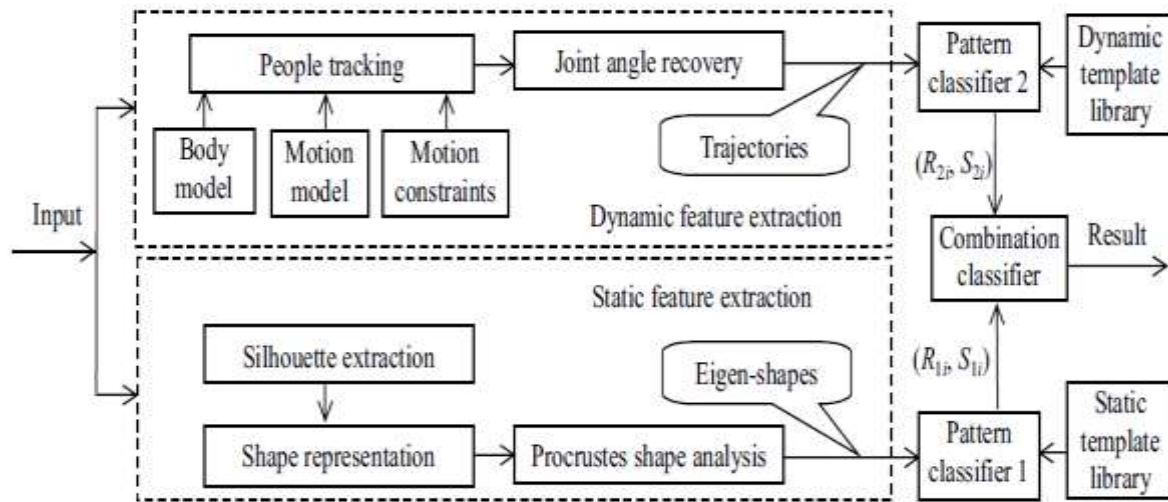 People tracking
Joint angle recovery
Pattern
classifier 2
Dynamic
template
library
Body
model
Motion
model
Motion
constraints
Trajectories
Dynamic feature extraction
(R2i, S2i)
Input
Combination
classifier
Result
Static feature extraction
Silhouette extraction
Eigen-shapes
(R1i, S1i)
Shape representation
Procrustes shape analysis
Pattern
classifier 1
Static
template
library